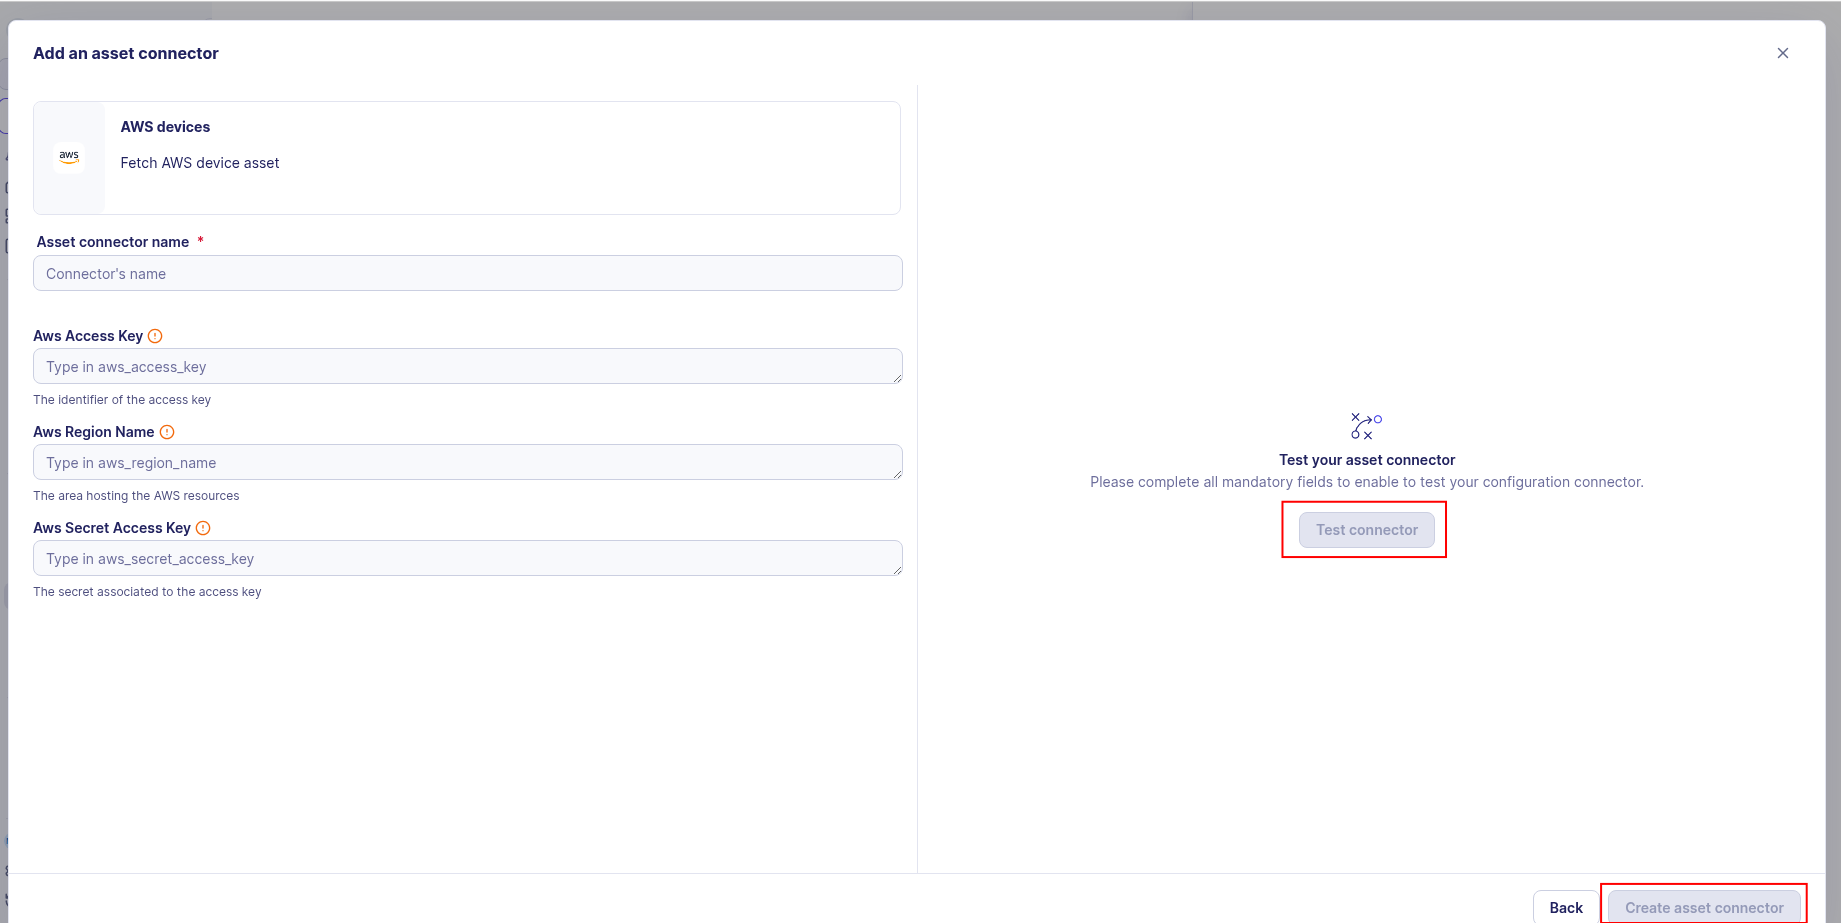 Add an asset connector
aws
AWS devices
Fetch AWS device asset
Asset connector name *
Connector's name
Aws Access Key
Type in aws_access_key
The identifier of the access key
Aws Region Name
Type in aws_region_name
The area hosting the AWS resources
Aws Secret Access Key
Type in aws_secret_access_key
The secret associated to the access key
Test your asset connector
Please complete all mandatory fields to enable to test your configuration connector.
Test connector
Back
Create asset connector